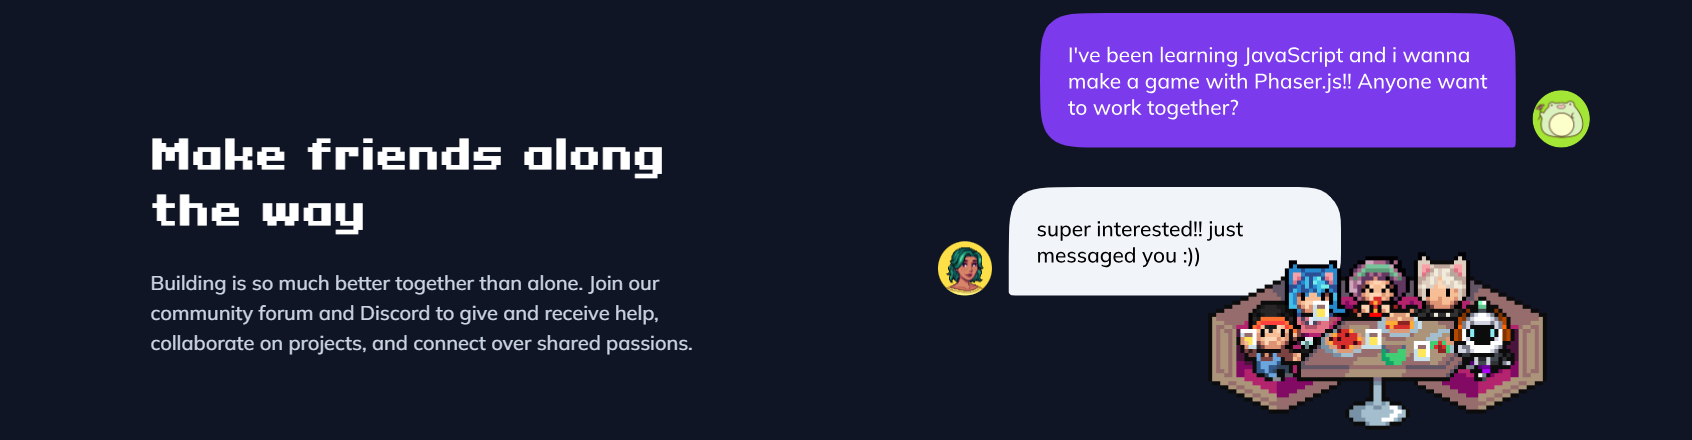 Make friends along
the way
Building is so much better together than alone. Join our
community forum and Discord to give and receive help,
collaborate on projects, and connect over shared passions.
I've been learning JavaScript and i wanna
make a game with Phaser.js!! Anyone want
to work together?
super interested!! just
messaged you :))